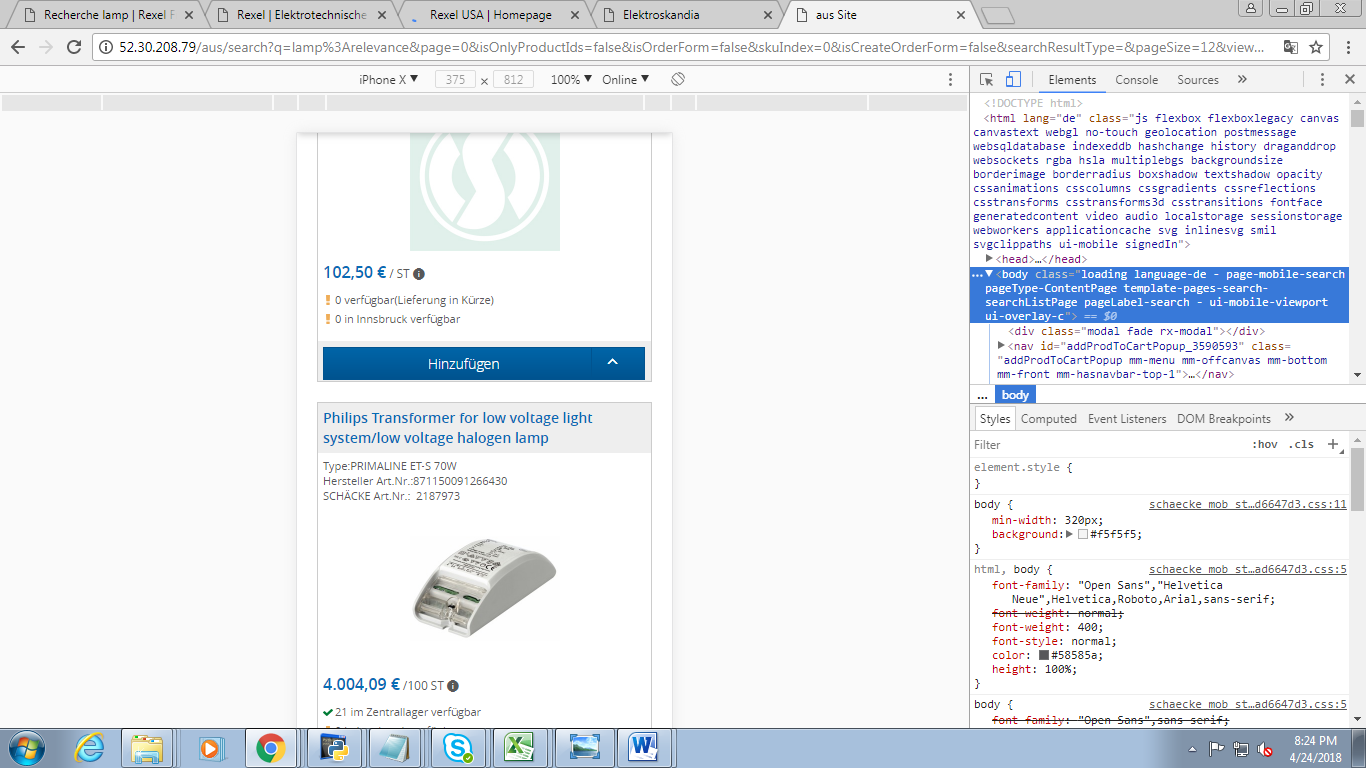 Recherche lamp | Rexel F
Rexel | Elektrotechnische
Rexel USA | Homepage
Elektroskandia
aus Site
52.30.208.79/aus/search?q=lamp%3Arelevance&page=0&isOnlyProductIds=false&isOrderForm=false&skuIndex=0&isCreateOrderForm=false&searchResultType=&pageSize=12&view...
iPhone X ▼ 375 × 812 100% ▼ Online ▼
Elements Console Sources »
<!DOCTYPE html>
<html lang="de" class="js flexbox flexboxlegacy canvas
canvastext webgl no-touch geolocation postmessage
websqldatabase indexeddb hashchange history draganddrop
websockets rgba hsla multiplebgs backgroundsize
borderimage borderradius boxshadow textshadow opacity
cssanimations csscolumns cssgradients cssreflections
csstransforms csstransforms3d csstransitions fontface
generatedcontent video audio localstorage sessionstorage
webworkers applicationcache svg inlinesvg smil
svgclippaths ui-mobile signedIn">
▶<head>…</head>
…▼<body class="loading language-de - page-mobile-search
pageType-ContentPage template-pages-search-
searchListPage pageLabel-search - ui-mobile-viewport
ui-overlay-c"> == $0
<div class="modal fade rx-modal"></div>
▶<nav id="addProdToCartPopup_3590593" class=
"addProdToCartPopup mm-menu mm-offcanvas mm-bottom
mm-front mm-hasnavbar-top-1">…</nav>
... body
Styles Computed Event Listeners DOM Breakpoints »
Filter :hov .cls +
element.style {
}
body { schaecke_mob_st…d6647d3.css:11
min-width: 320px;
background:▶ #f5f5f5;
}
html, body { schaecke_mob_st…ad6647d3.css:5
font-family: "Open Sans","Helvetica
Neue",Helvetica,Roboto,Arial,sans-serif;
font-weight: normal;
font-weight: 400;
font-style: normal;
color: #58585a;
height: 100%;
}
body { schaecke_mob_st…ad6647d3.css:5
font-family: "Open Sans",sans-serif;
102,50 € / ST
0 verfügbar(Lieferung in Kürze)
0 in Innsbruck verfügbar
Hinzufügen
Philips Transformer for low voltage light
system/low voltage halogen lamp
Type:PRIMALINE ET-S 70W
Hersteller Art.Nr.:871150091266430
SCHÄCKE Art.Nr.: 2187973
4.004,09 € /100 ST
21 im Zentrallager verfügbar
8:24 PM
4/24/2018